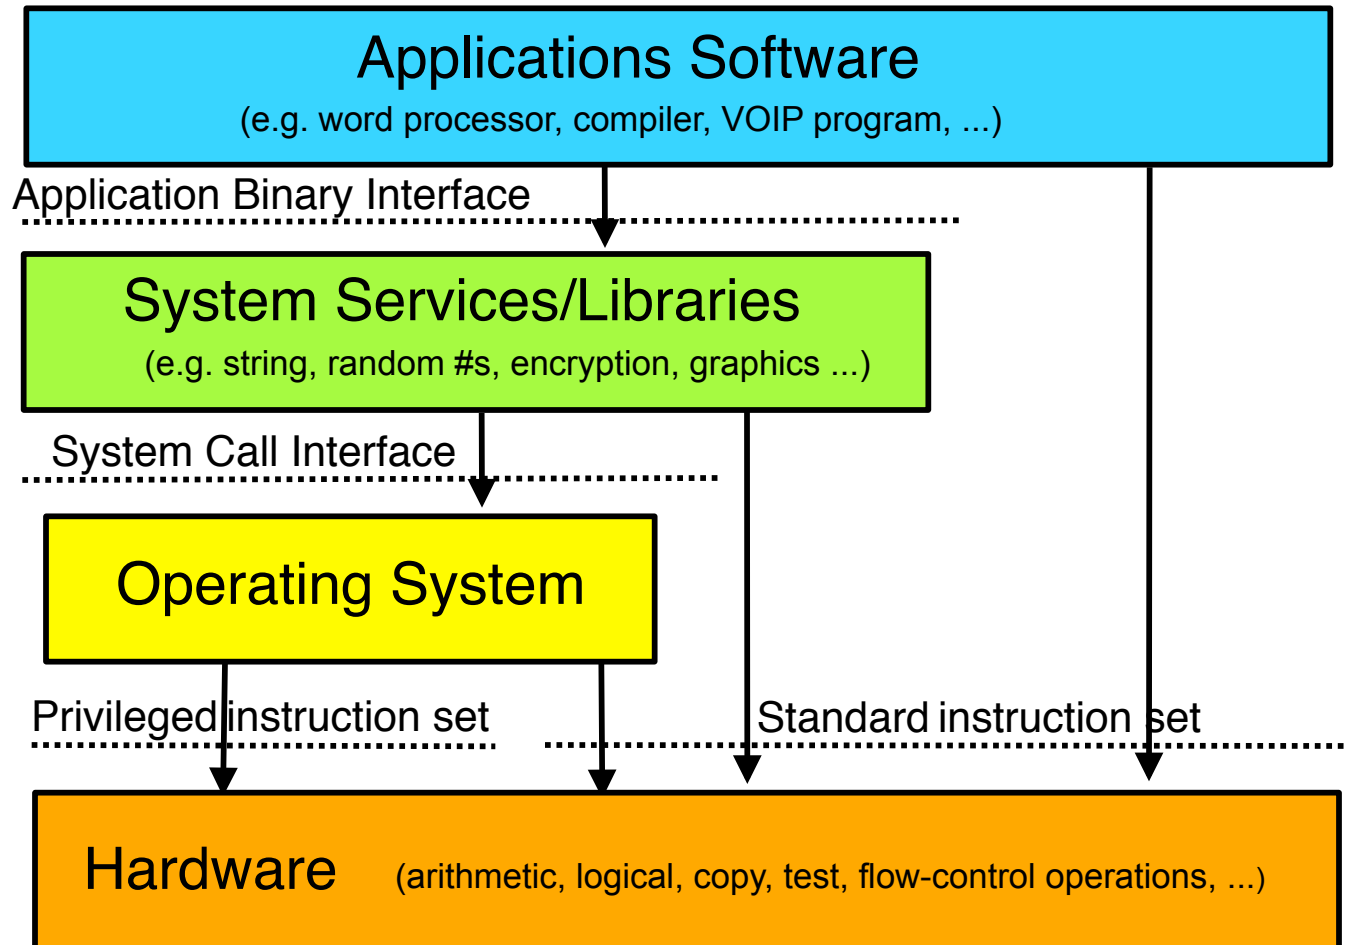 Applications Software
(e.g. word processor, compiler, VOIP program, ...)
Application Binary Interface
System Services/Libraries
(e.g. string, random #s, encryption, graphics ...)
System Call Interface
Operating System
Privileged instruction set
Standard instruction set
Hardware (arithmetic, logical, copy, test, flow-control operations, ...)